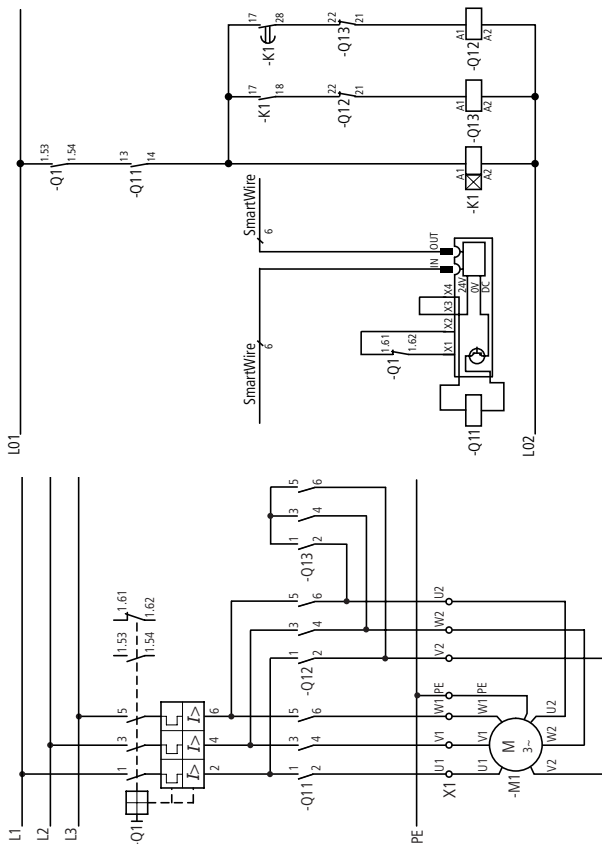 L01
1.53
1.54
-Q1
13
14
-Q11
17
28
-K1
22
21
-Q13
A1
A2
-Q12
17
18
-K1
22
21
-Q12
A1
A2
-Q13
A1
A2
-K1
SmartWire
6
SmartWire
6
IN
OUT
1.61
1.62
-Q1
X1
X2
X3
X4
24V
0V
DC
-Q11
L02
L1
L2
L3
1.53
1.54
1.61
1.62
-Q1
1
3
5
I>
I>
I>
2
4
6
1
3
5
2
4
6
-Q11
1
3
5
2
4
6
-Q12
1
3
5
2
4
6
-Q13
PE
X1
U1
V1
W1
PE
V2
W2
U2
U1
V1
W1
PE
M
3~
-M1
V2
W2
U2